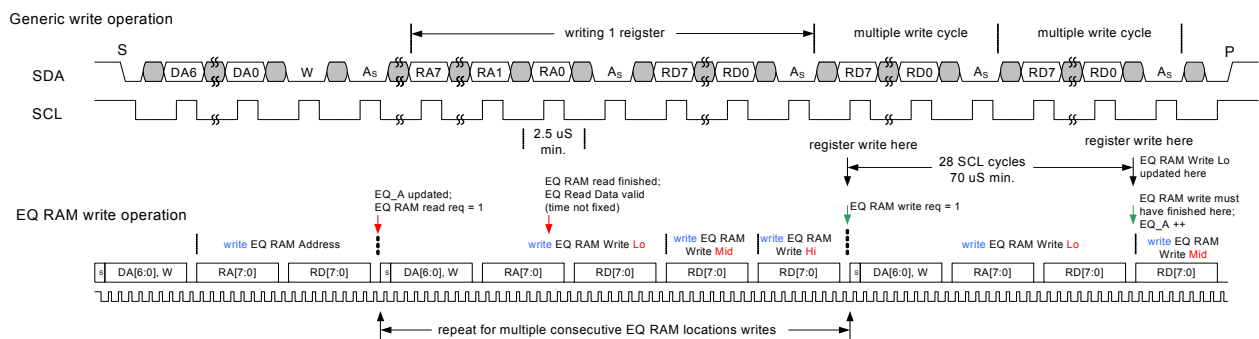 Generic write operation
writing 1 reigster
multiple write cycle
multiple write cycle
S
P
SDA
DA6
DA0
W
As
RA7
RA1
RA0
As
RD7
RD0
As
RD7
RD0
As
RD7
RD0
As
SCL
2.5 uS
min.
register write here
register write here
28 SCL cycles
70 uS min.
EQ RAM Write Lo
updated here
EQ_A updated;
EQ RAM read req = 1
EQ RAM read finished;
EQ Read Data valid
(time not fixed)
EQ RAM write req = 1
EQ RAM write must
have finished here;
EQ_A ++
EQ RAM write operation
write EQ RAM Address
write EQ RAM Write Lo
write EQ RAM
Write Mid
write EQ RAM
Write Hi
write EQ RAM Write Lo
write EQ RAM
Write Mid
S
DA[6:0], W
RA[7:0]
RD[7:0]
S
DA[6:0], W
RA[7:0]
RD[7:0]
RD[7:0]
RD[7:0]
S
DA[6:0], W
RA[7:0]
RD[7:0]
RD[7:0]
repeat for multiple consecutive EQ RAM locations writes